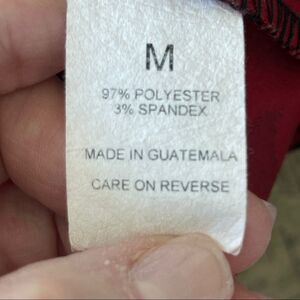 M
97% POLYESTER
3% SPANDEX
MADE IN GUATEMALA
CARE ON REVERSE